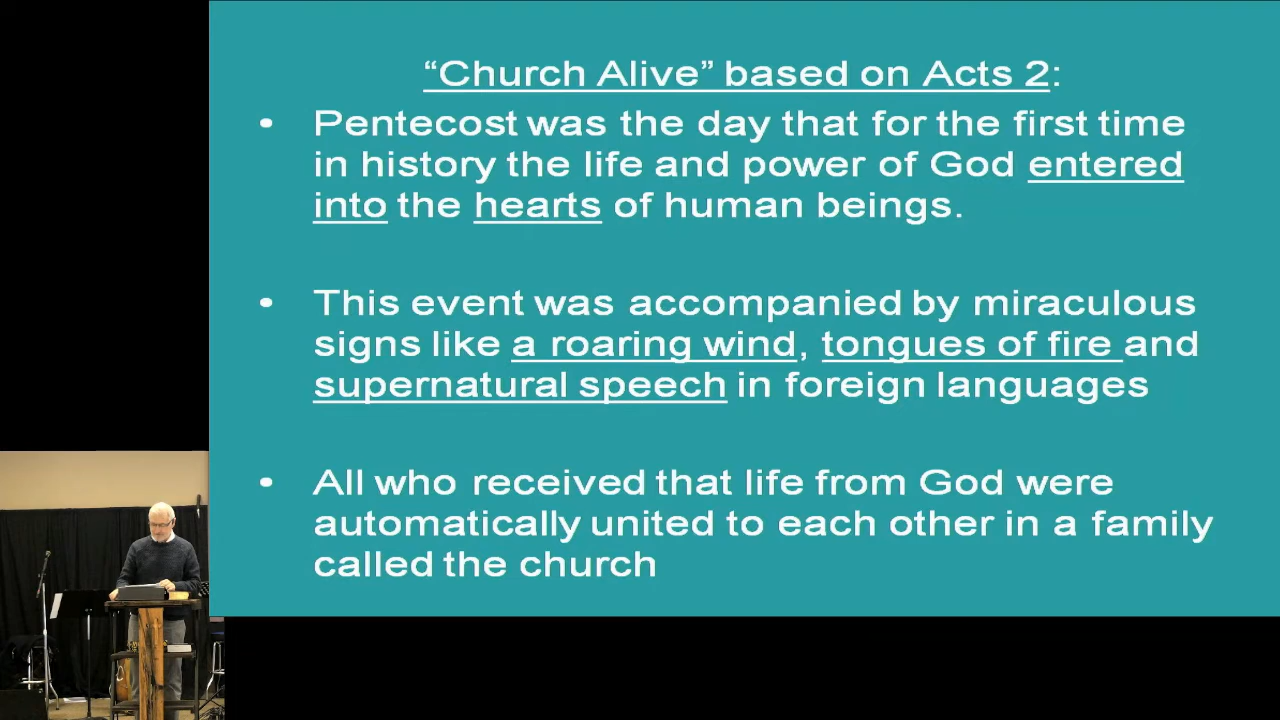 “Church Alive” based on Acts 2:
• Pentecost was the day that for the first time
in history the life and power of God entered
into the hearts of human beings.
• This event was accompanied by miraculous
signs like a roaring wind, tongues of fire and
supernatural speech in foreign languages
• All who received that life from God were
automatically united to each other in a family
called the church